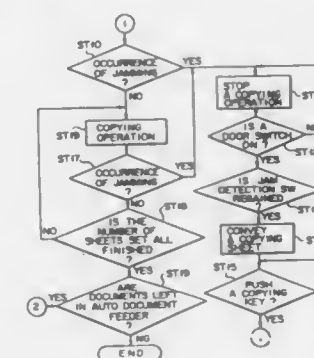 1
ST10
OCCURRENCE
OF JAMMING
?
YES
NO
ST19
COPYING
OPERATION
ST17
OCCURRENCE
OF JAMMING
?
YES
NO
ST18
IS THE
NUMBER OF
SHEETS SET ALL
FINISHED
?
NO
YES
ST19
ARE
DOCUMENTS LEFT
IN AUTO DOCUMENT
FEEDER
?
YES
2
NO
END
STOP
A COPYING
OPERATION
IS A
DOOR SWITCH
ON ?
YES
IS JAM
DETECTION SW
REMAINED
?
YES
CONVEY
A COPYING
SHEET
ST15
PUSH
A COPYING
KEY ?
YES